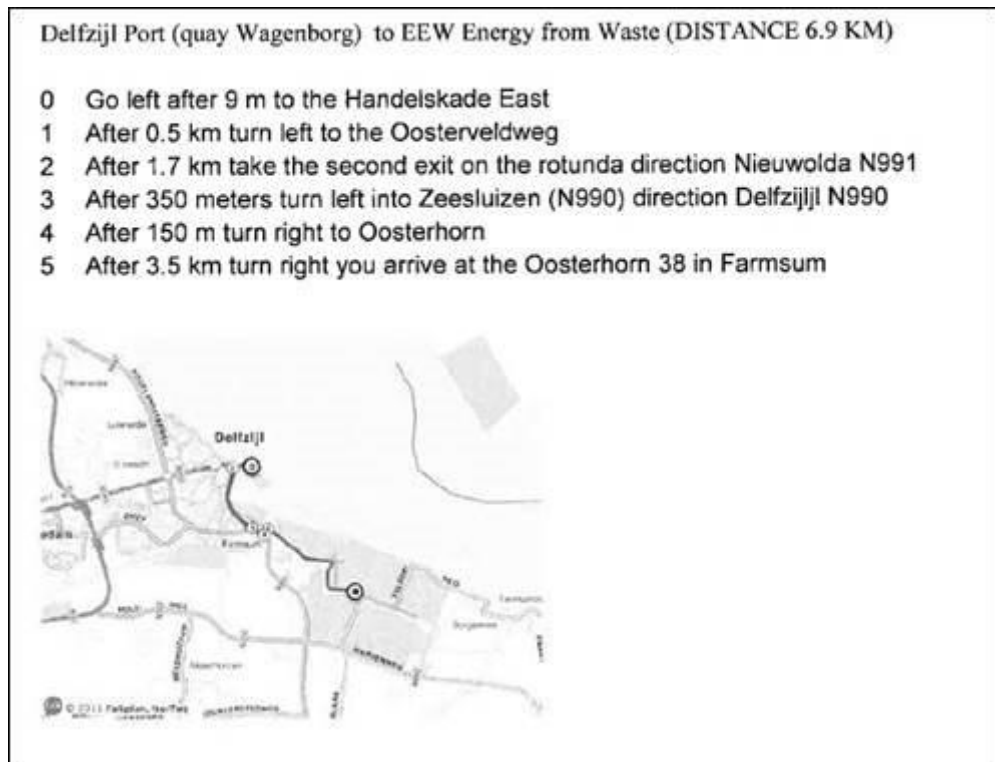 Delfzijl Port (quay Wagenborg) to EEW Energy from Waste (DISTANCE 6.9 KM)
0 Go left after 9 m to the Handelskade East
1 After 0.5 km turn left to the Oosterveldweg
2 After 1.7 km take the second exit on the rotunda direction Nieuwolda N991
3 After 350 meters turn left into Zeesluizen (N990) direction Delfzijljl N990
4 After 150 m turn right to Oosterhorn
5 After 3.5 km turn right you arrive at the Oosterhorn 38 in Farmsum
Delfzijl
Farmsum
© 2011